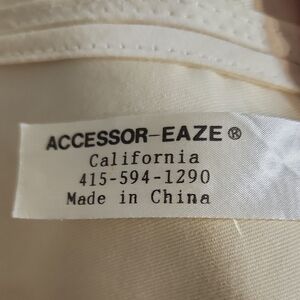 ACCESSOR-EAZE®
California
415-594-1290
Made in China